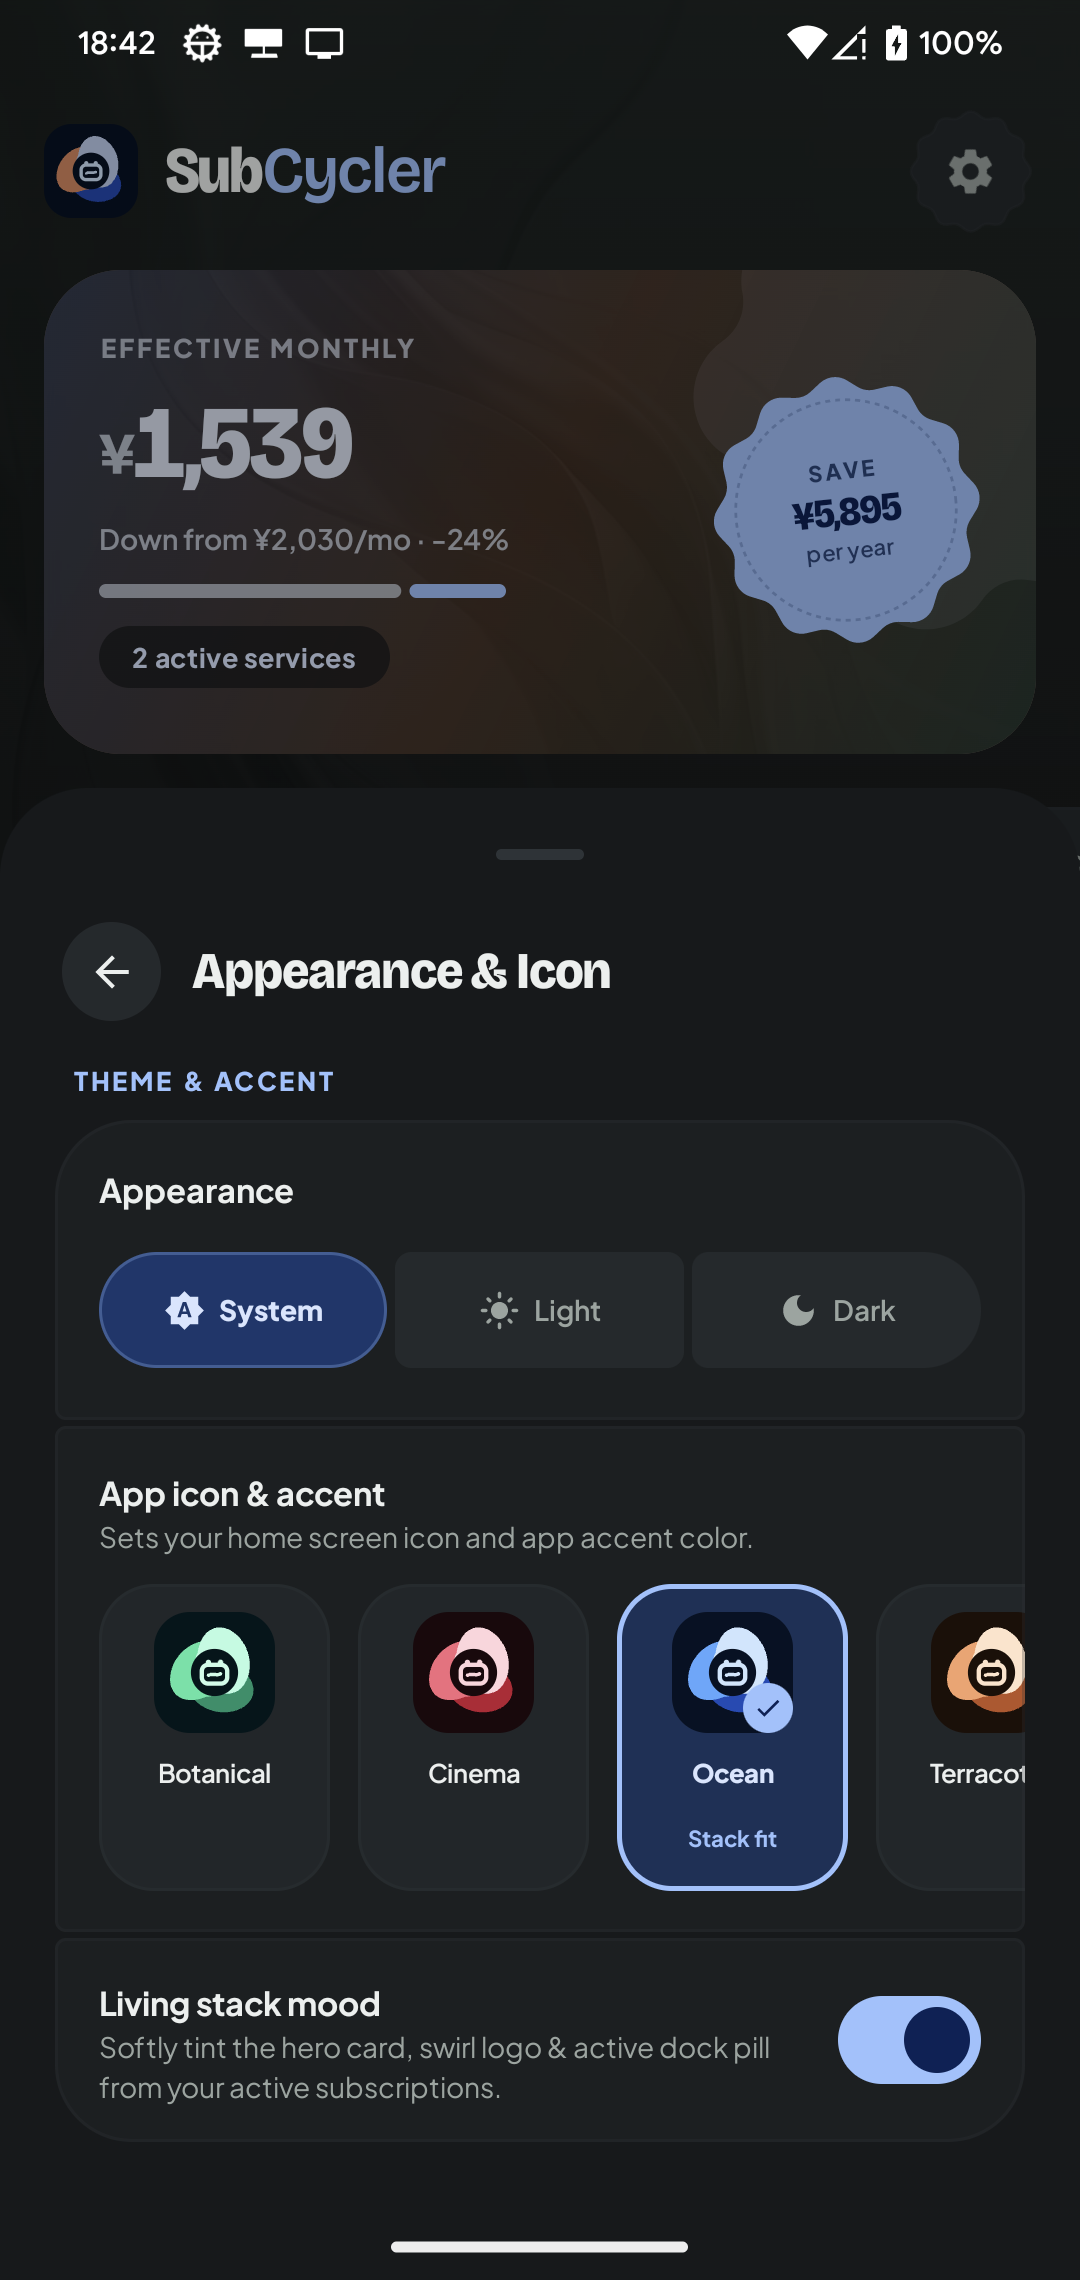 18:42
100%
SubCycler
EFFECTIVE MONTHLY
¥1,539
Down from ¥2,030/mo · −24%
2 active services
SAVE
¥5,895
per year
Appearance & Icon
THEME & ACCENT
Appearance
A System
Light
Dark
App icon & accent
Sets your home screen icon and app accent color.
Botanical
Cinema
Ocean
Terracot
Stack fit
Living stack mood
Softly tint the hero card, swirl logo & active dock pill
from your active subscriptions.